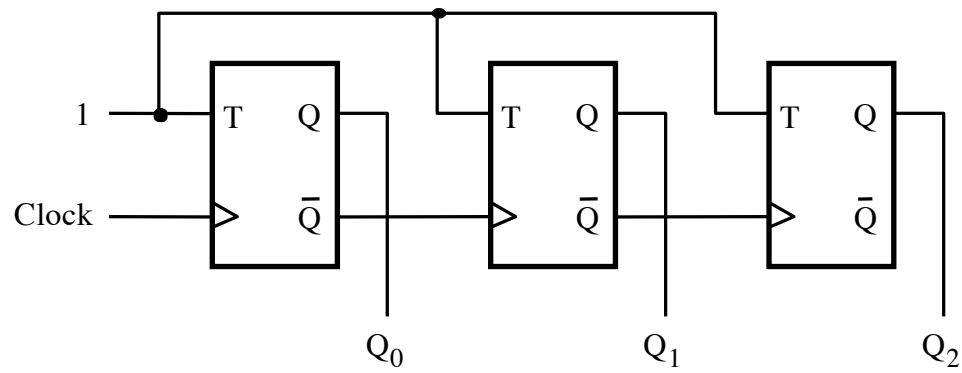 1 T Q T Q T Q
Clock Q̅ Q̅ Q̅
Q₀ Q₁ Q₂